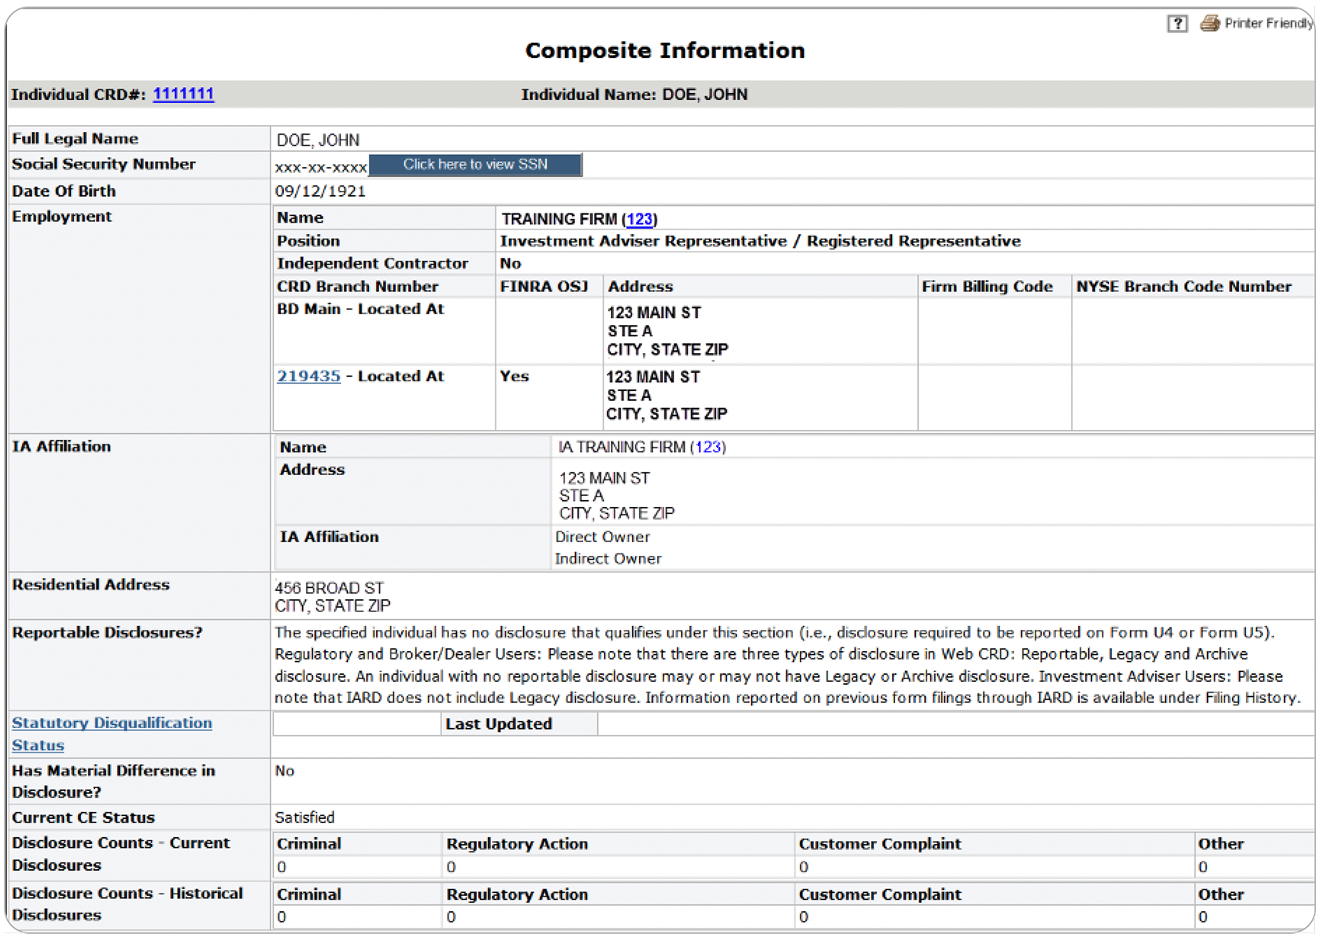 ? Printer Friendly
Composite Information
Individual CRD#: 1111111 Individual Name: DOE, JOHN
Full Legal Name DOE, JOHN
Social Security Number xxx-xx-xxxx Click here to view SSN
Date Of Birth 09/12/1921
Employment Name TRAINING FIRM (123)
Position Investment Adviser Representative / Registered Representative
Independent Contractor No
CRD Branch Number FINRA OSJ Address Firm Billing Code NYSE Branch Code Number
BD Main - Located At 123 MAIN ST
STE A
CITY, STATE ZIP
219435 - Located At Yes 123 MAIN ST
STE A
CITY, STATE ZIP
IA Affiliation Name IA TRAINING FIRM (123)
Address 123 MAIN ST
STE A
CITY, STATE ZIP
IA Affiliation Direct Owner
Indirect Owner
Residential Address 456 BROAD ST
CITY, STATE ZIP
Reportable Disclosures? The specified individual has no disclosure that qualifies under this section (i.e., disclosure required to be reported on Form U4 or Form U5).
Regulatory and Broker/Dealer Users: Please note that there are three types of disclosure in Web CRD: Reportable, Legacy and Archive
disclosure. An individual with no reportable disclosure may or may not have Legacy or Archive disclosure. Investment Adviser Users: Please
note that IARD does not include Legacy disclosure. Information reported on previous form filings through IARD is available under Filing History.
Statutory Disqualification Last Updated
Status
Has Material Difference in No
Disclosure?
Current CE Status Satisfied
Disclosure Counts - Current Criminal Regulatory Action Customer Complaint Other
Disclosures 0 0 0 0
Disclosure Counts - Historical Criminal Regulatory Action Customer Complaint Other
Disclosures 0 0 0 0